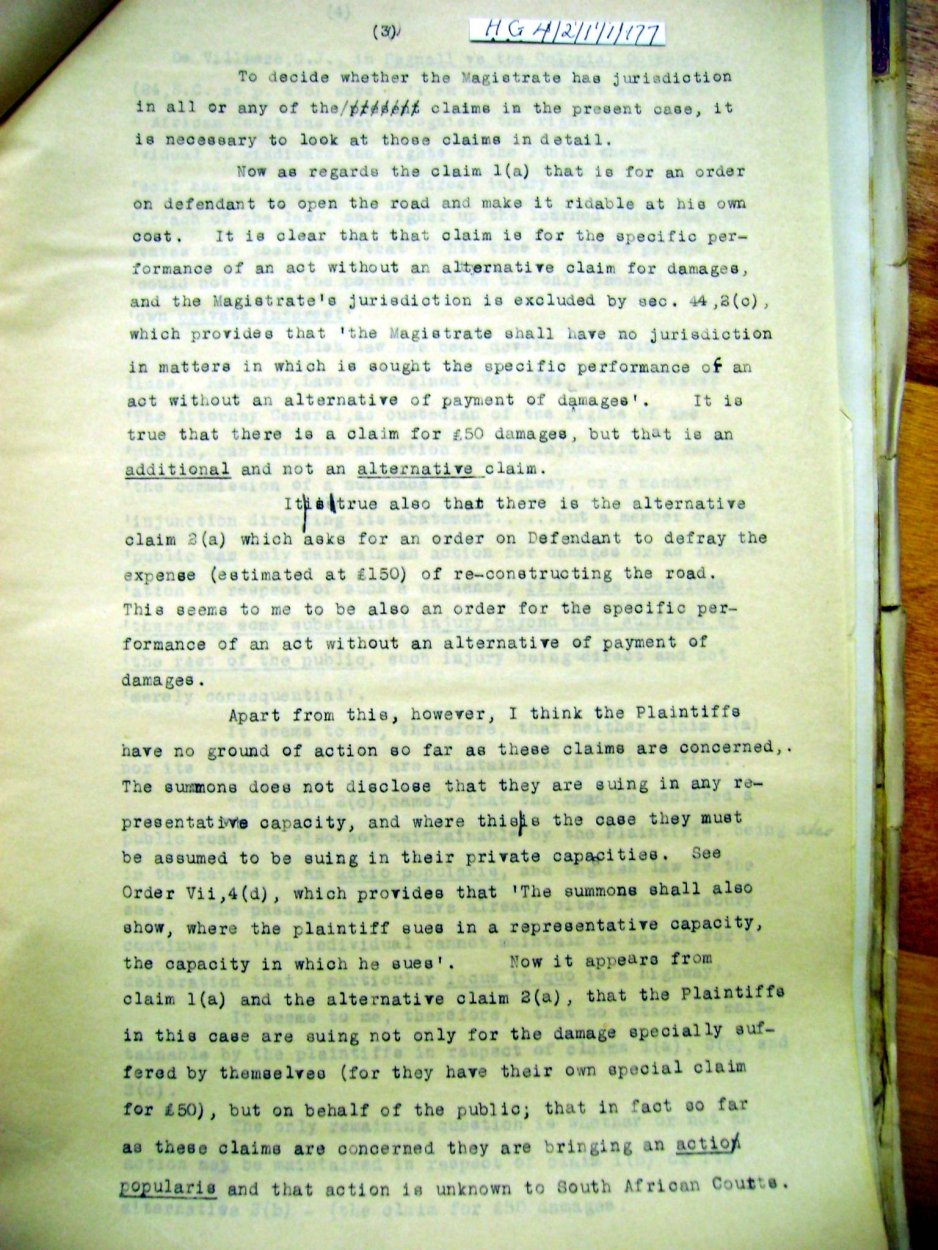 (3)
HG 4/2/1/1/177
To decide whether the Magistrate has jurisdiction
in all or any of the/ claims in the present case, it
is necessary to look at those claims in detail.
Now as regards the claim 1(a) that is for an order
on defendant to open the road and make it ridable at his own
cost. It is clear that that claim is for the specific per-
formance of an act without an alternative claim for damages,
and the Magistrate's jurisdiction is excluded by sec. 44,2(c),
which provides that 'the Magistrate shall have no jurisdiction
in matters in which is sought the specific performance of an
act without an alternative of payment of damages'. It is
true that there is a claim for £50 damages, but that is an
additional and not an alternative claim.
It is true also that there is the alternative
claim 2(a) which asks for an order on Defendant to defray the
expense (estimated at £150) of re-constructing the road.
This seems to me to be also an order for the specific per-
formance of an act without an alternative of payment of
damages.
Apart from this, however, I think the Plaintiffs
have no ground of action so far as these claims are concerned,.
The summons does not disclose that they are suing in any re-
presentative capacity, and where this is the case they must
be assumed to be suing in their private capacities. See
Order Vii,4(d), which provides that 'The summons shall also
show, where the plaintiff sues in a representative capacity,
the capacity in which he sues'. Now it appears from
claim 1(a) and the alternative claim 2(a), that the Plaintiffs
in this case are suing not only for the damage specially suf-
fered by themselves (for they have their own special claim
for £50), but on behalf of the public; that in fact so far
as these claims are concerned they are bringing an actio
popularis and that action is unknown to South African Coutts.